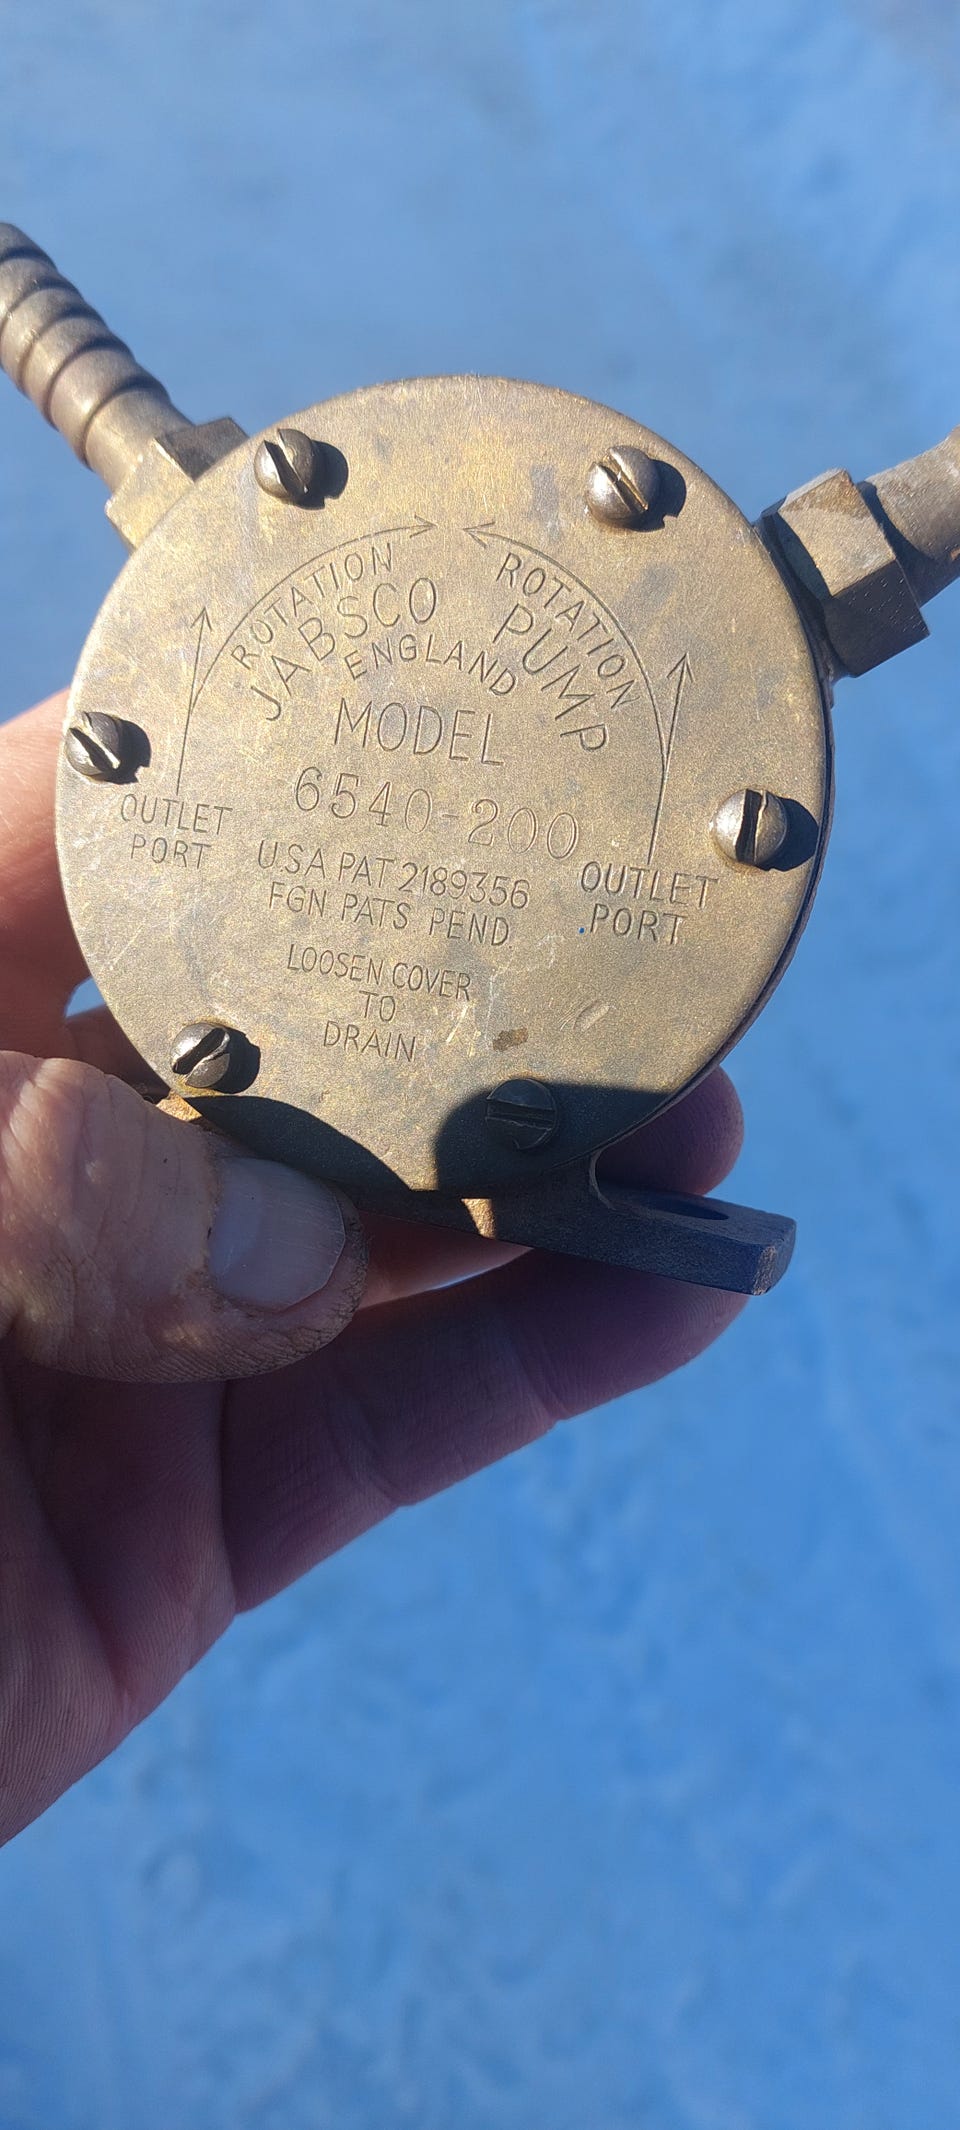 ROTATION
ROTATION
JABSCO PUMP
ENGLAND
MODEL
6540-200
OUTLET
PORT
U.S.A PAT 2189356
FGN PATS PEND.
OUTLET
PORT
LOOSEN COVER
TO
DRAIN